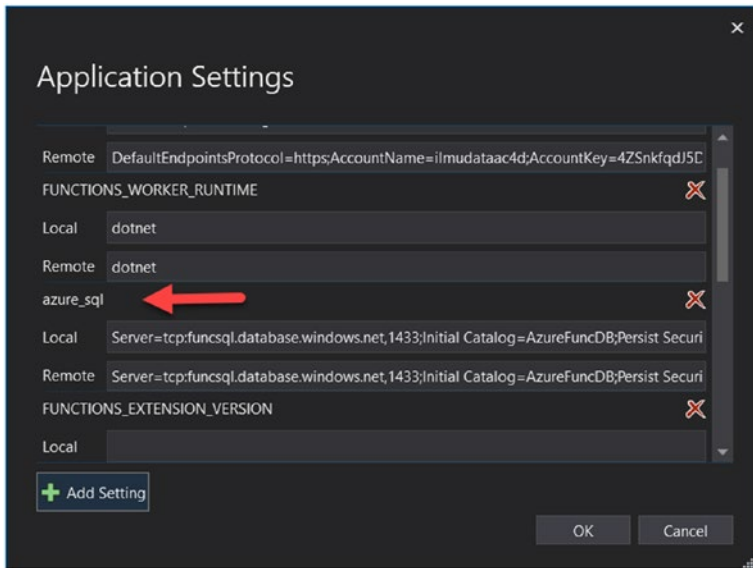 Application Settings
Remote DefaultEndpointsProtocol=https;AccountName=ilmudataac4d;AccountKey=4ZSnkfqdJ5D
FUNCTIONS_WORKER_RUNTIME
Local dotnet
Remote dotnet
azure_sql
Local Server=tcp:funcsql.database.windows.net,1433;Initial Catalog=AzureFuncDB;Persist Securi
Remote Server=tcp:funcsql.database.windows.net,1433;Initial Catalog=AzureFuncDB;Persist Securi
FUNCTIONS_EXTENSION_VERSION
Local
Add Setting
OK Cancel